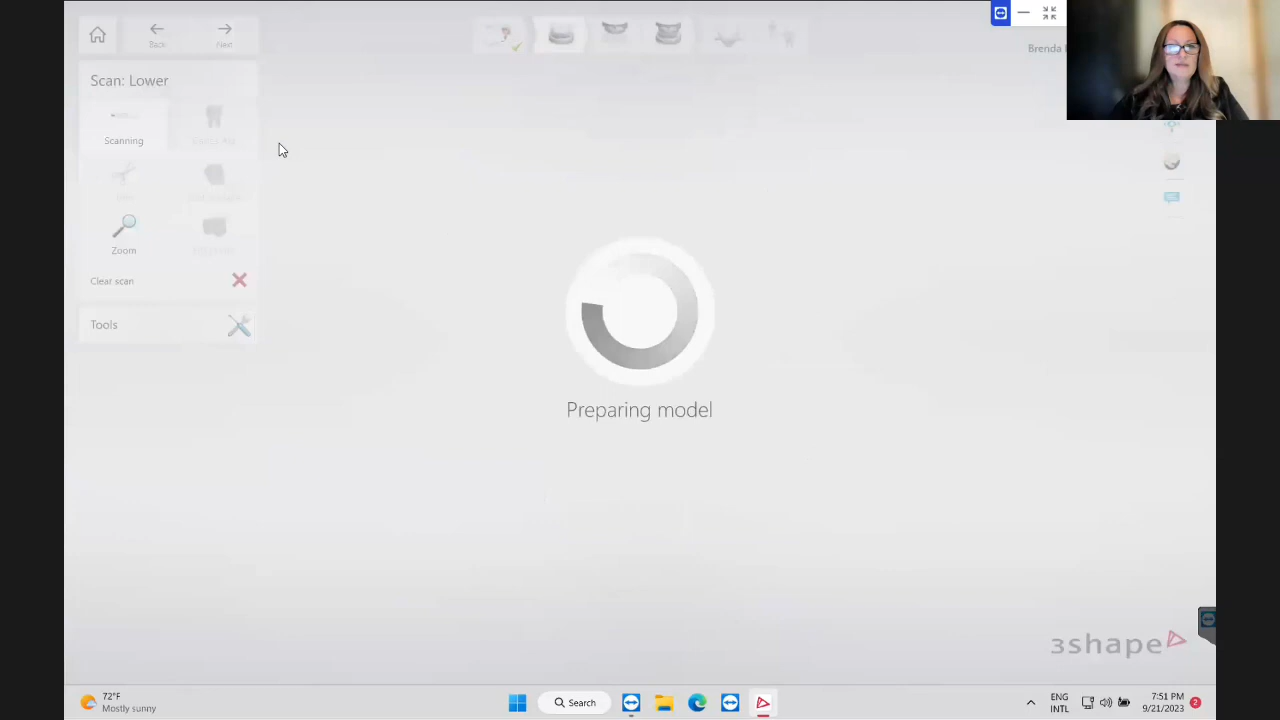 Back
Next
Brenda
Scan: Lower
Scanning
Zoom
Clear scan
Tools
Preparing model
3shape
72°F
Mostly sunny
Search
ENG
INTL
7:51 PM
9/21/2023
2